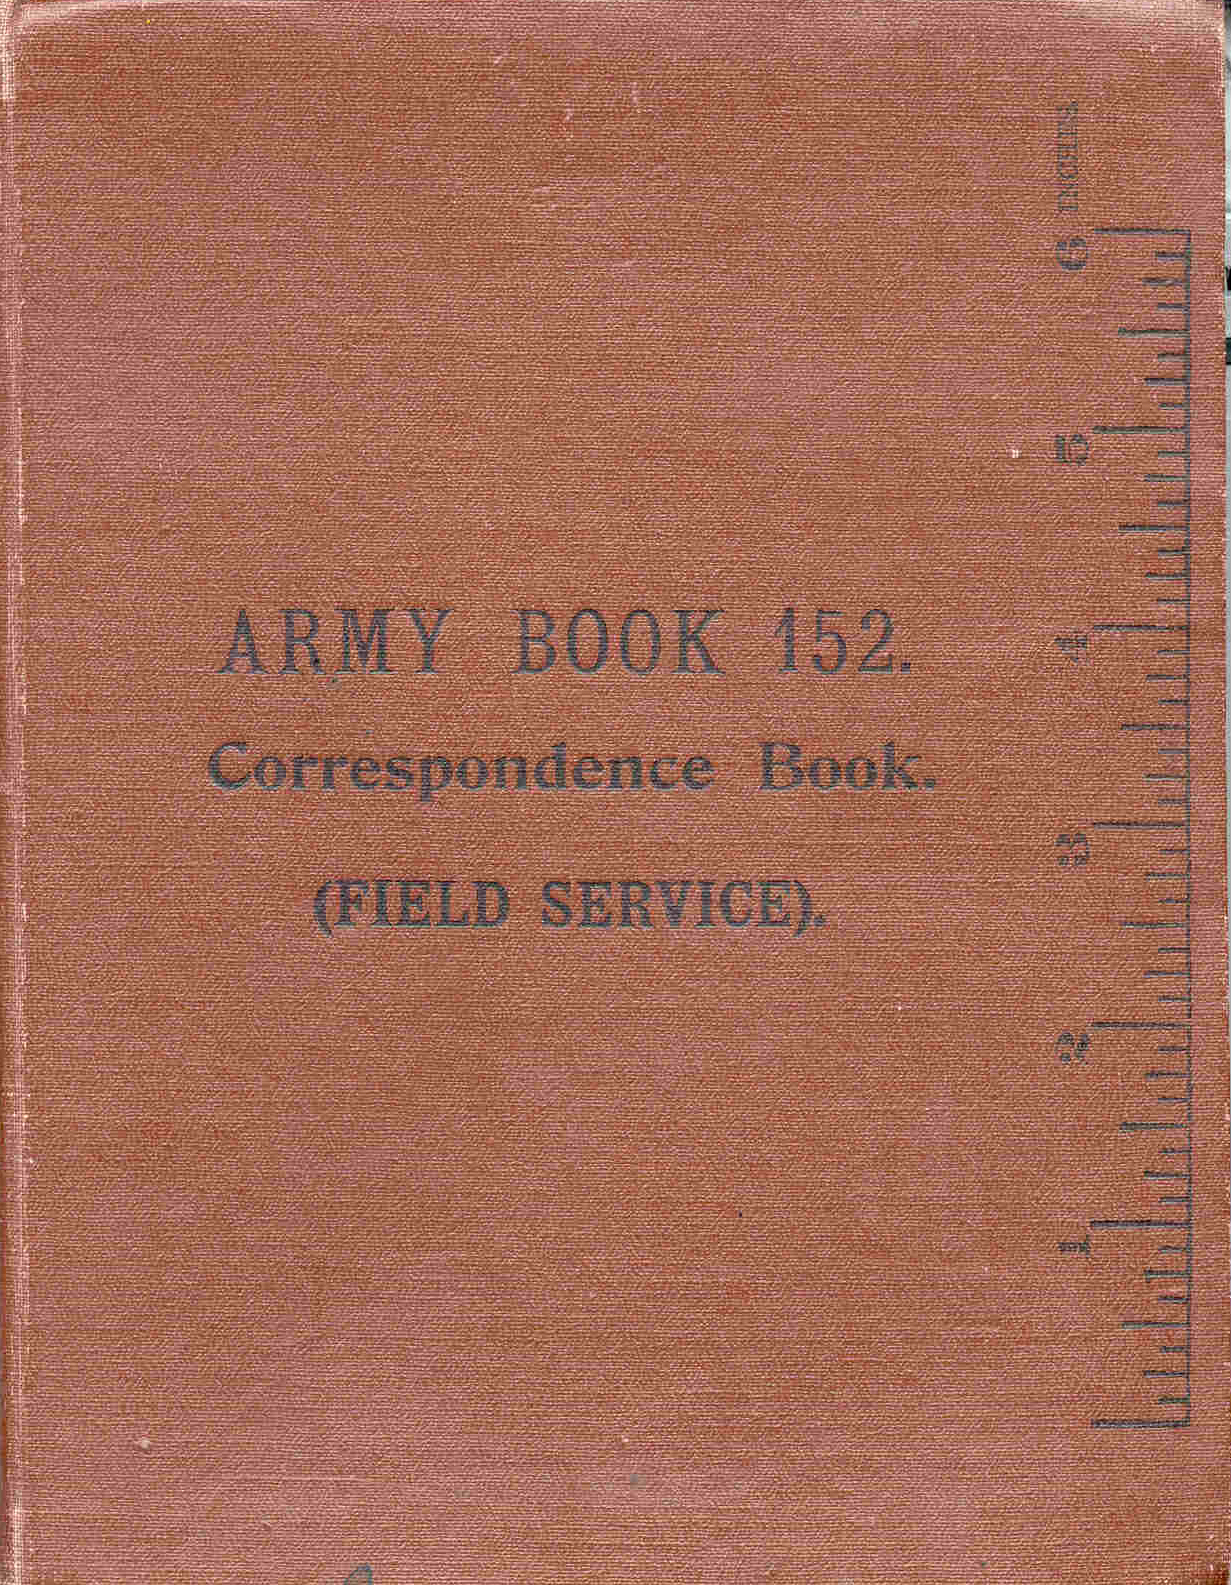 ARMY BOOK 152.
Correspondence Book.
(FIELD SERVICE).
6 INCHES.
5
4
3
2
1